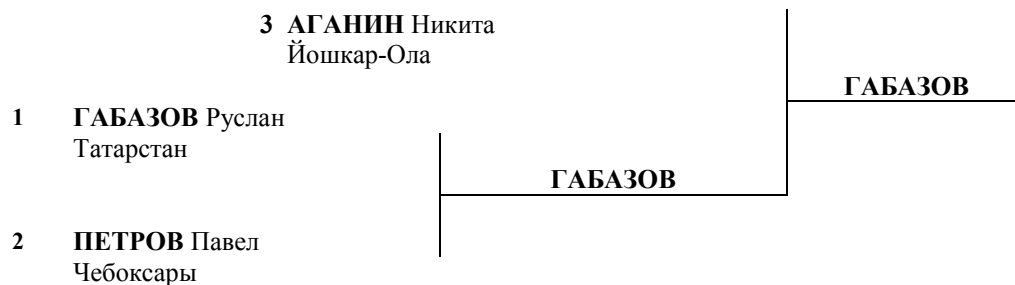 3 АГАНИН Никита
Йошкар-Ола
ГАБАЗОВ
1 ГАБАЗОВ Руслан
Татарстан
ГАБАЗОВ
2 ПЕТРОВ Павел
Чебоксары